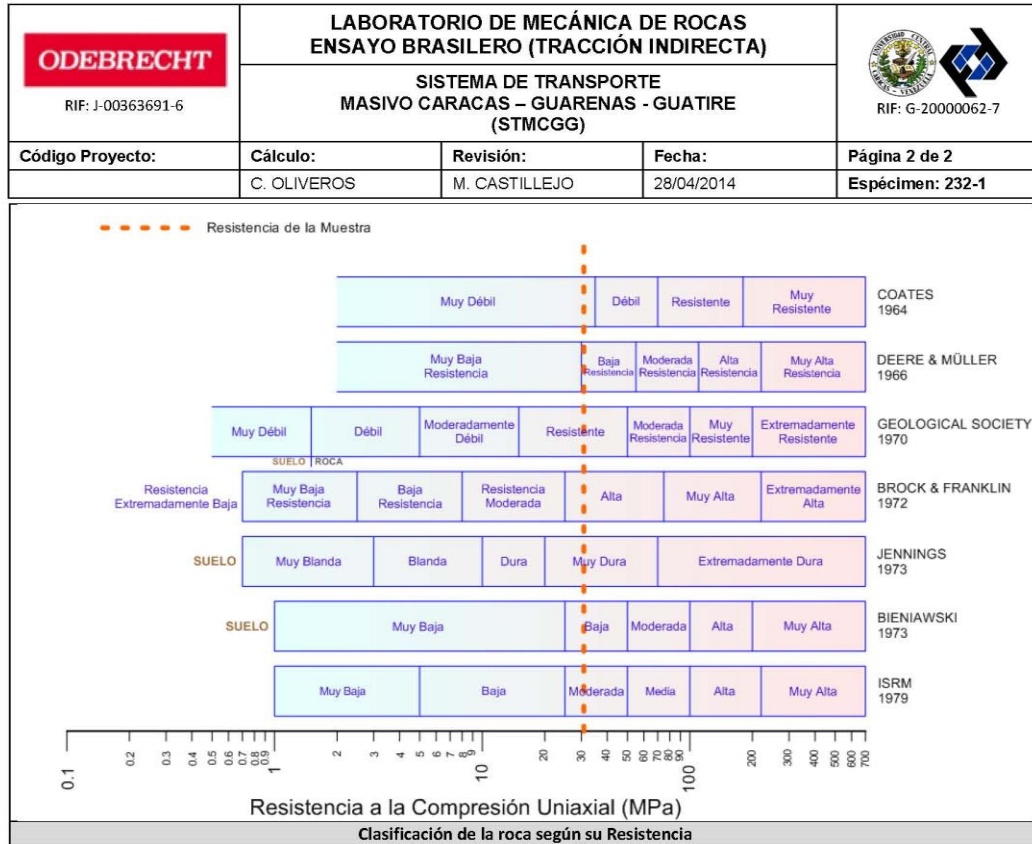 ODEBRECHT
RIF: J-00363691-6
LABORATORIO DE MECÁNICA DE ROCAS
ENSAYO BRASILERO (TRACCIÓN INDIRECTA)
SISTEMA DE TRANSPORTE
MASIVO CARACAS – GUARENAS - GUATIRE
(STMCGG)
UNIVERSIDAD CENTRAL
CARACAS - VENEZUELA
RIF: G-20000062-7
Código Proyecto:
Cálculo:
Revisión:
Fecha:
Página 2 de 2
C. OLIVEROS
M. CASTILLEJO
28/04/2014
Espécimen: 232-1
Resistencia de la Muestra
Muy Débil
Débil
Resistente
Muy
Resistente
COATES
1964
Muy Baja
Resistencia
Baja
Resistencia
Moderada
Resistencia
Alta
Resistencia
Muy Alta
Resistencia
DEERE & MÜLLER
1966
Muy Débil
Débil
Moderadamente
Débil
Resistente
Moderada
Resistencia
Muy
Resistente
Extremadamente
Resistente
GEOLOGICAL SOCIETY
1970
SUELO
ROCA
Resistencia
Extremadamente Baja
Muy Baja
Resistencia
Baja
Resistencia
Resistencia
Moderada
Alta
Muy Alta
Extremadamente
Alta
BROCK & FRANKLIN
1972
SUELO
Muy Blanda
Blanda
Dura
Muy Dura
Extremadamente Dura
JENNINGS
1973
SUELO
Muy Baja
Baja
Moderada
Alta
Muy Alta
BIENIAWSKI
1973
Muy Baja
Baja
Moderada
Media
Alta
Muy Alta
ISRM
1979
0.1
0.2
0.3
0.4
0.5
0.6
0.7
0.8
0.9
1
2
3
4
5
6
7
8
9
10
20
30
40
50
60
70
80
90
100
200
300
400
500
600
700
Resistencia a la Compresión Uniaxial (MPa)
Clasificación de la roca según su Resistencia